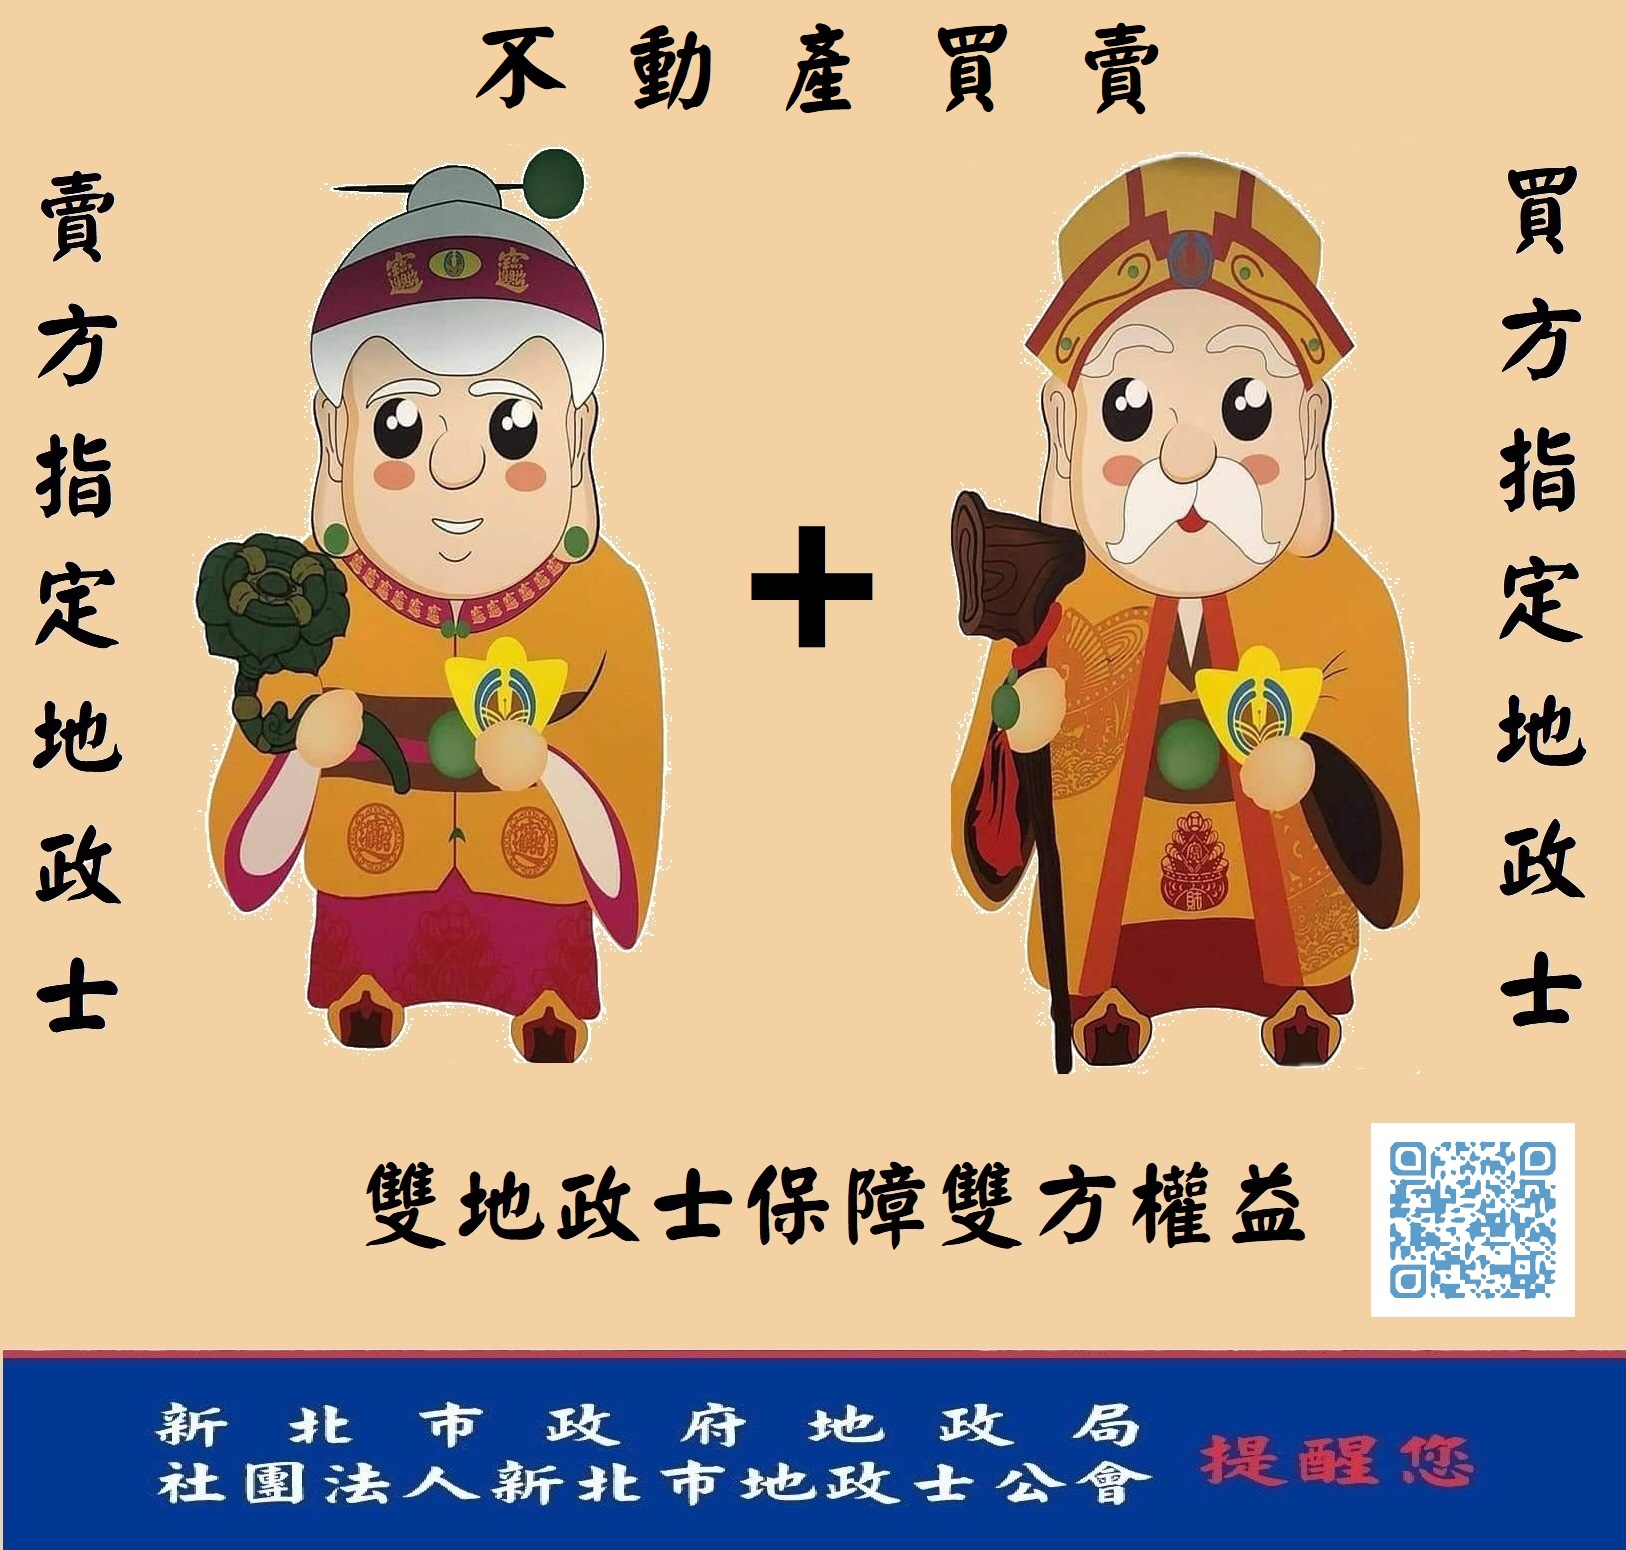 不動產買賣
賣方指定地政士
買方指定地政士
雙地政士保障雙方權益
新北市政府地政局
社團法人新北市地政士公會
提醒您